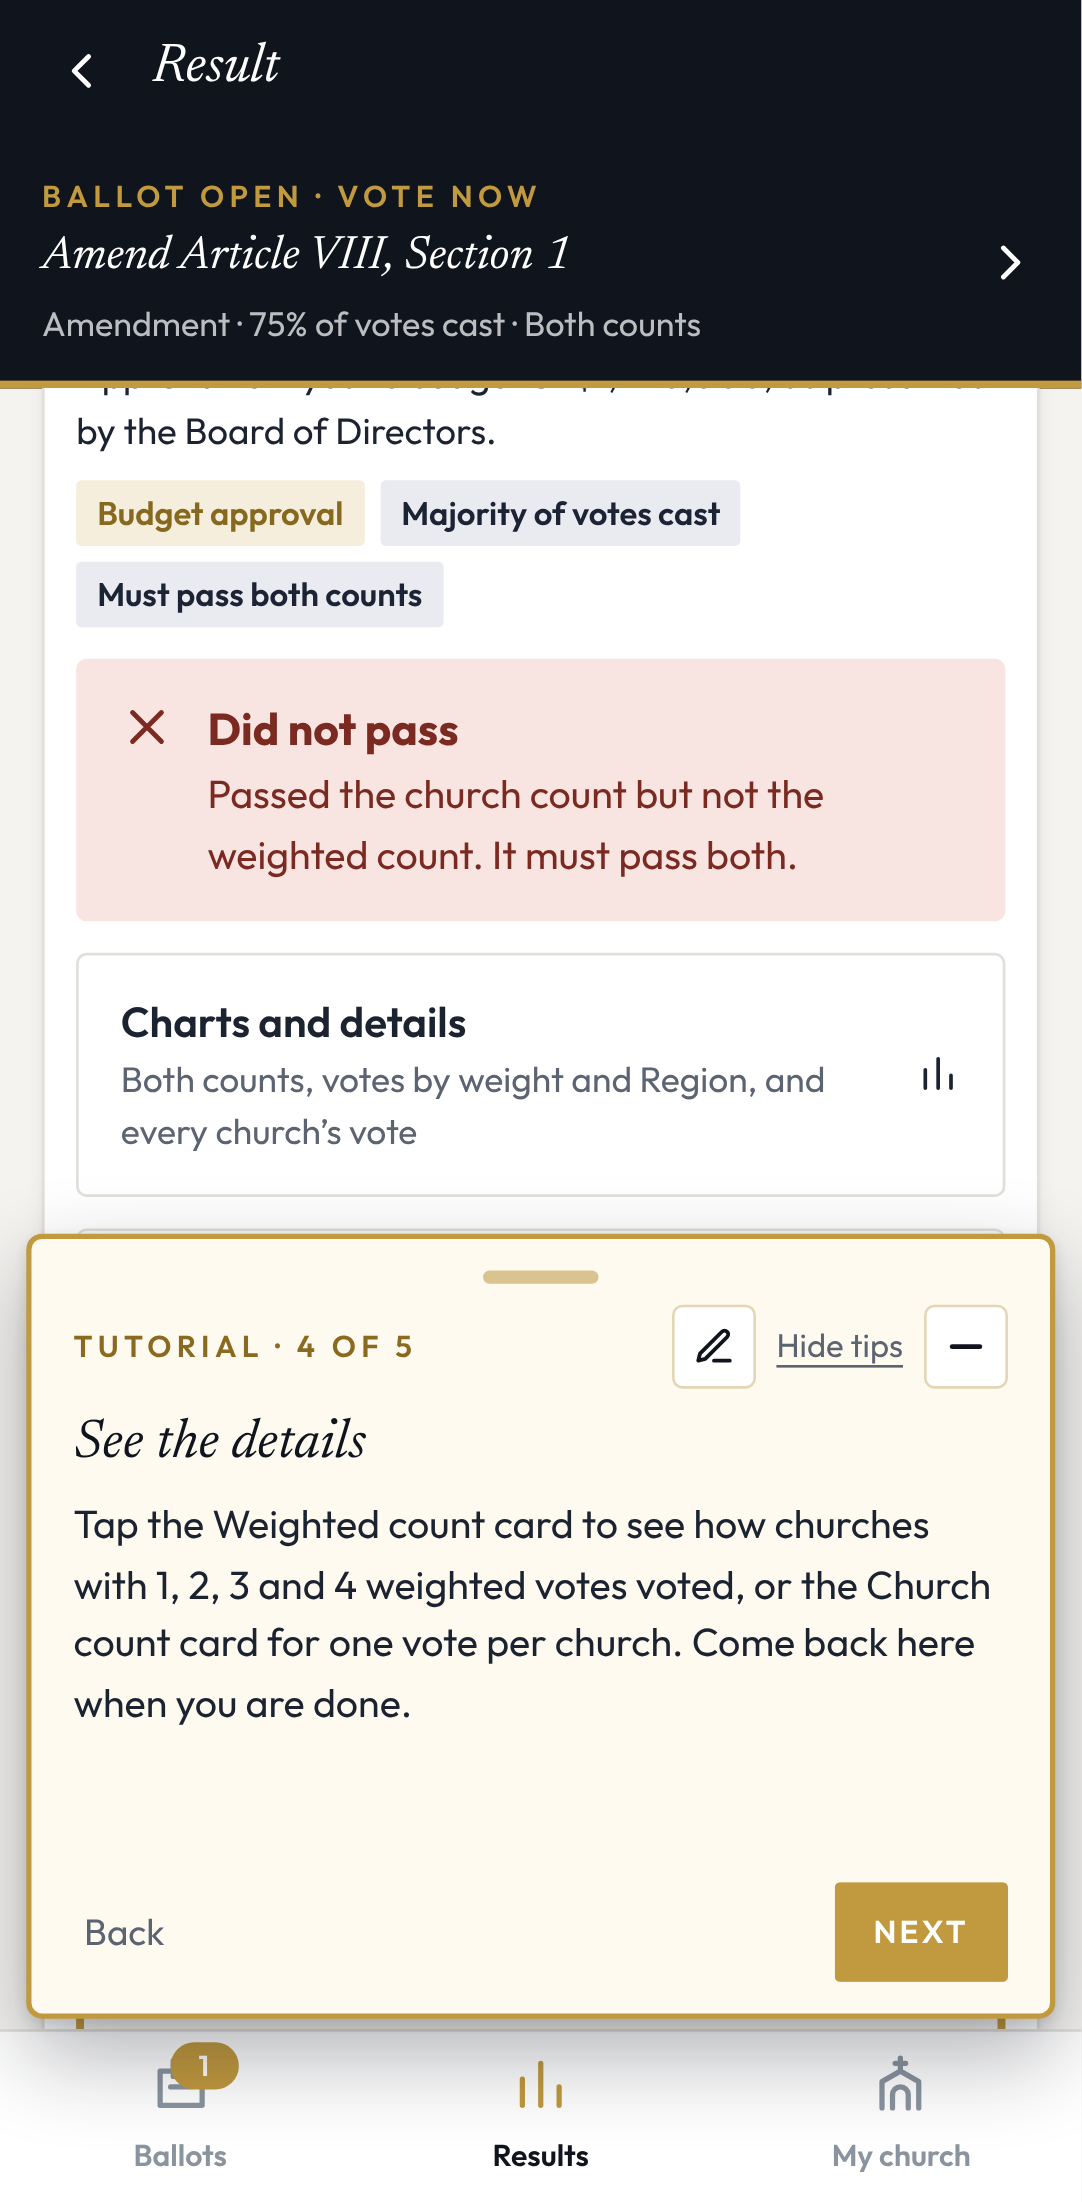 Result
BALLOT OPEN · VOTE NOW
Amend Article VIII, Section 1
Amendment · 75% of votes cast · Both counts
by the Board of Directors.
Budget approval
Majority of votes cast
Must pass both counts
Did not pass
Passed the church count but not the
weighted count. It must pass both.
Charts and details
Both counts, votes by weight and Region, and
every church’s vote
TUTORIAL · 4 OF 5
Hide tips
See the details
Tap the Weighted count card to see how churches
with 1, 2, 3 and 4 weighted votes voted, or the Church
count card for one vote per church. Come back here
when you are done.
Back
NEXT
1
Ballots
Results
My church